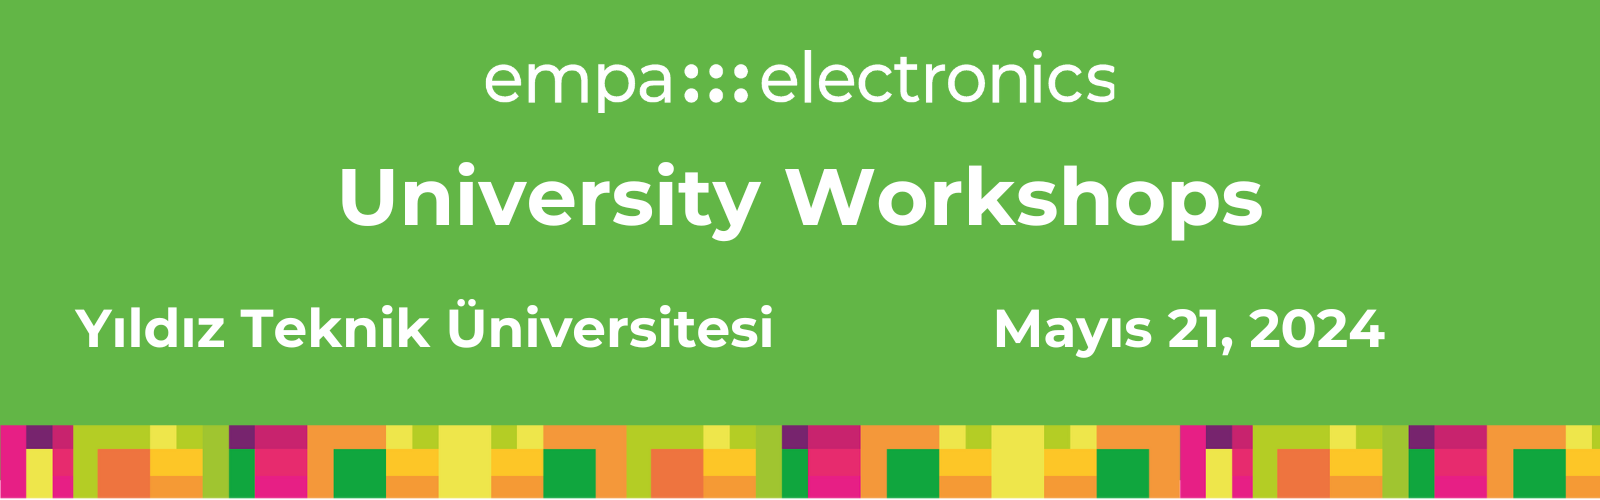 empa:::electronics
University Workshops
Yıldız Teknik Üniversitesi Mayıs 21, 2024